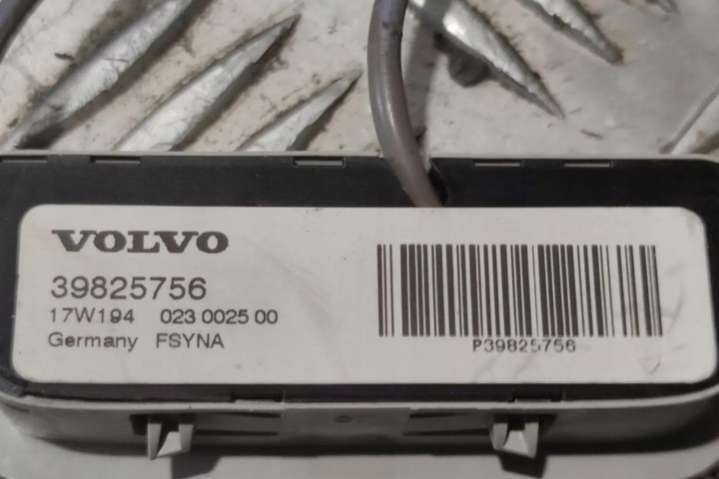 VOLVO
39825756
17W194 023 0025 00
Germany FSYNA
P39825756